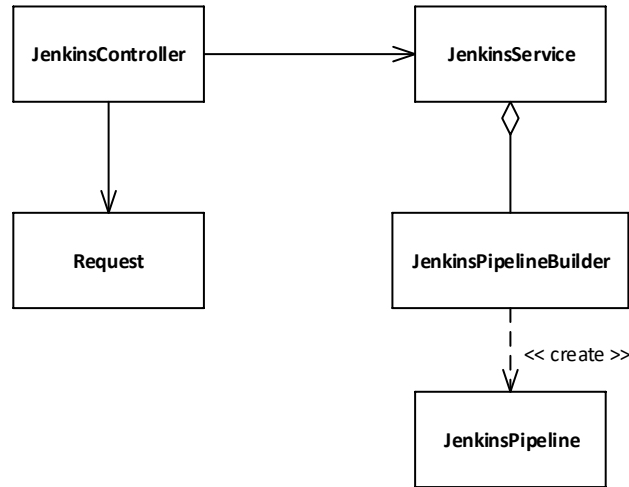 JenkinsController
JenkinsService
Request
JenkinsPipelineBuilder
<< create >>
JenkinsPipeline